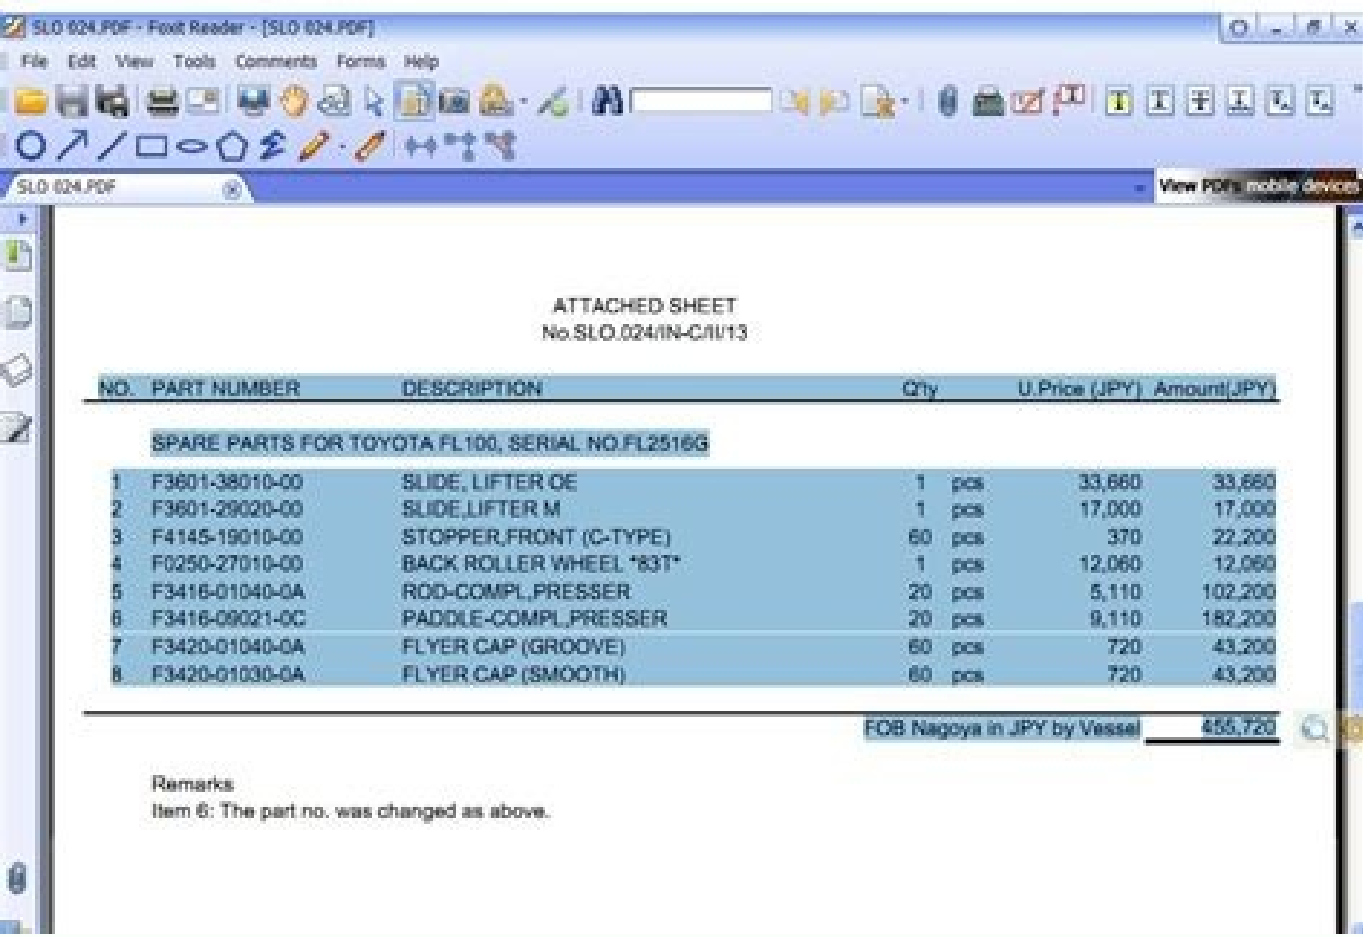 SLO 024.PDF - Foxit Reader - [SLO 024.PDF]
File Edit View Tools Comments Forms Help
SLO 024.PDF
View PDFs mobile devices
ATTACHED SHEET
No.SLO.024/IN-C/II/13
NO. PART NUMBER DESCRIPTION Q'ty U.Price (JPY) Amount(JPY)
SPARE PARTS FOR TOYOTA FL100, SERIAL NO.FL2516G
1 F3601-38010-00 SLIDE, LIFTER OE 1 pcs 33,660 33,660
2 F3601-29020-00 SLIDE,LIFTER M 1 pcs 17,000 17,000
3 F4145-19010-00 STOPPER,FRONT (C-TYPE) 60 pcs 370 22,200
4 F0250-27010-00 BACK ROLLER WHEEL *83T* 1 pcs 12,060 12,060
5 F3416-01040-0A ROD-COMPL,PRESSER 20 pcs 5,110 102,200
6 F3416-09021-0C PADDLE-COMPL,PRESSER 20 pcs 9,110 182,200
7 F3420-01040-0A FLYER CAP (GROOVE) 60 pcs 720 43,200
8 F3420-01030-0A FLYER CAP (SMOOTH) 60 pcs 720 43,200
FOB Nagoya in JPY by Vessel 455,720
Remarks
Item 6: The part no. was changed as above.